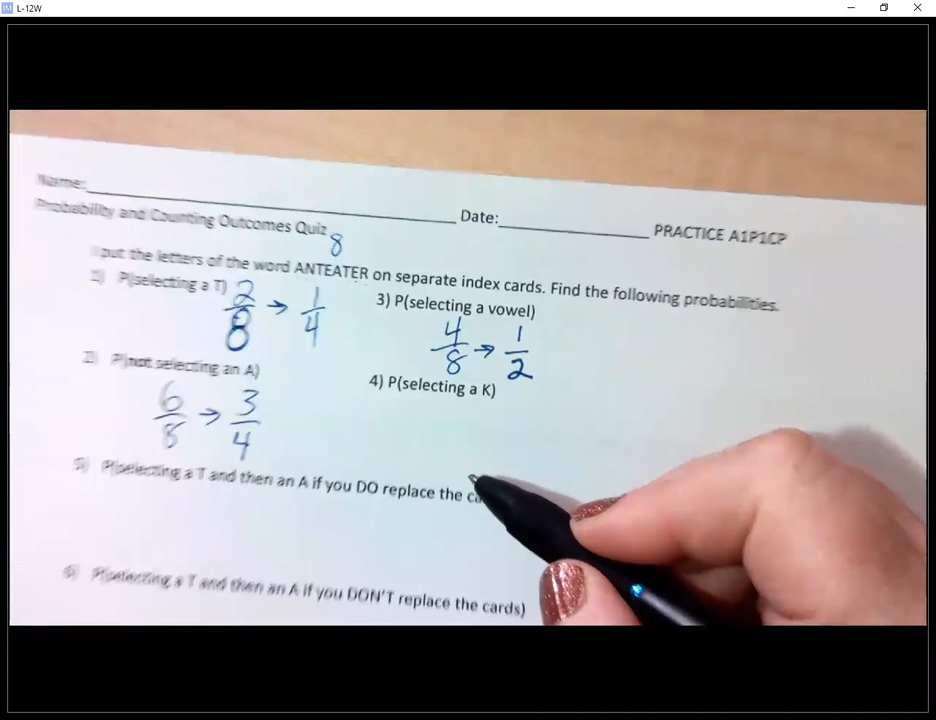 L-12W
Name:
Date:
PRACTICE A1P1CP
Probability and Counting Outcomes Quiz
8
I put the letters of the word ANTEATER on separate index cards. Find the following probabilities.
1) P(selecting a T)
2/8 → 1/4
3) P(selecting a vowel)
4/8 → 1/2
2) P(not selecting an A)
6/8 → 3/4
4) P(selecting a K)
5) P(selecting a T and then an A if you DO replace the
6) P(selecting a T and then an A if you DON'T replace the cards)